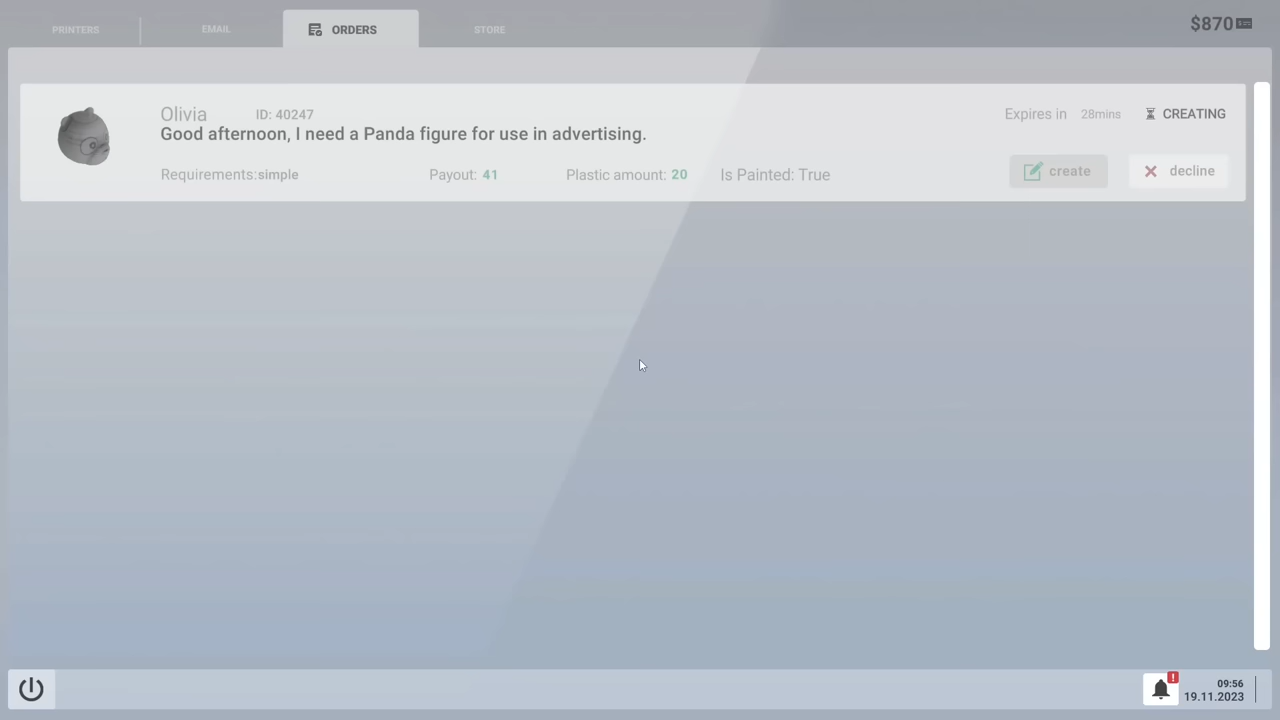 PRINTERS
EMAIL
ORDERS
STORE
$870
Olivia ID: 40247
Expires in 28mins CREATING
Good afternoon, I need a Panda figure for use in advertising.
Requirements:simple Payout: 41 Plastic amount: 20 Is Painted: True
create
decline
!
09:56
19.11.2023